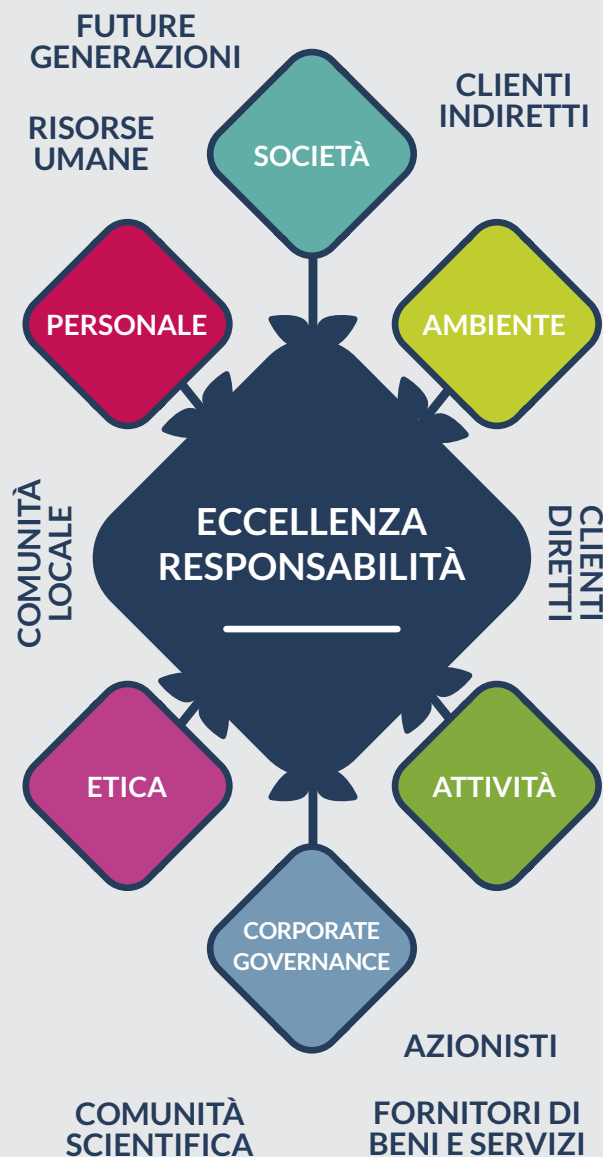 FUTURE
GENERAZIONI
CLIENTI
INDIRETTI
RISORSE
UMANE
SOCIETÀ
PERSONALE
AMBIENTE
COMUNITÀ
LOCALE
ECCELLENZA
RESPONSABILITÀ
CLIENTI
DIRETTI
ETICA
ATTIVITÀ
CORPORATE
GOVERNANCE
AZIONISTI
COMUNITÀ
SCIENTIFICA
FORNITORI DI
BENI E SERVIZI